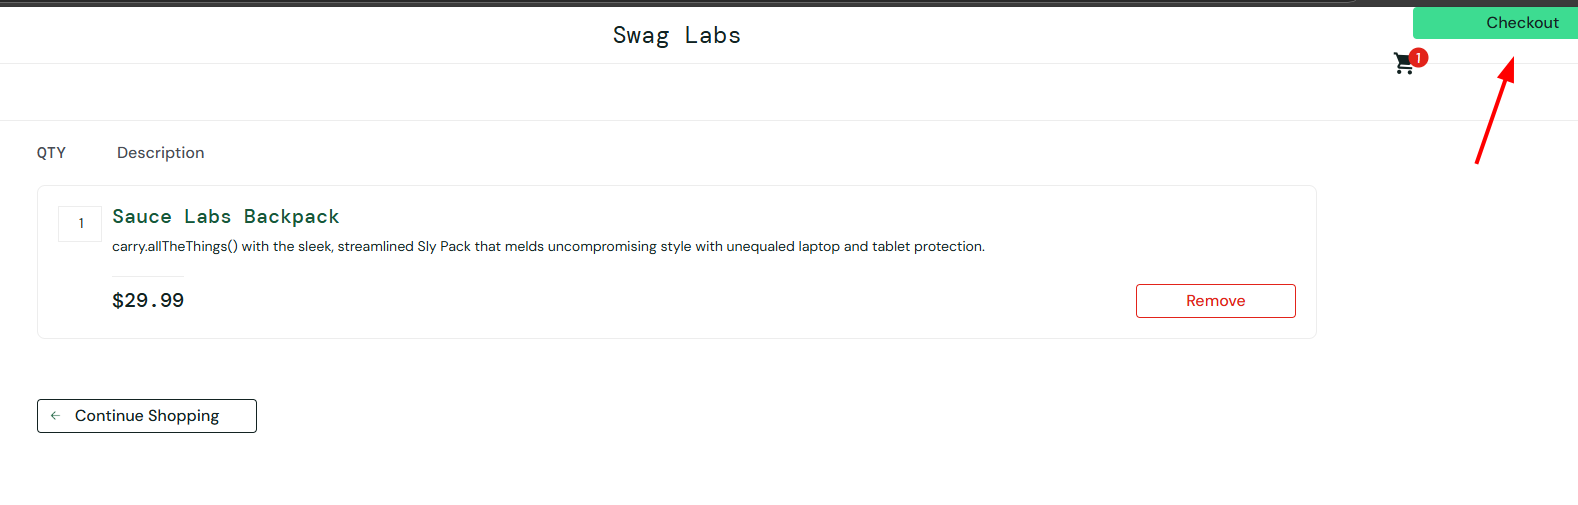 Swag Labs
Checkout
1
QTY
Description
1
Sauce Labs Backpack
carry.allTheThings() with the sleek, streamlined Sly Pack that melds uncompromising style with unequaled laptop and tablet protection.
$29.99
Remove
Continue Shopping